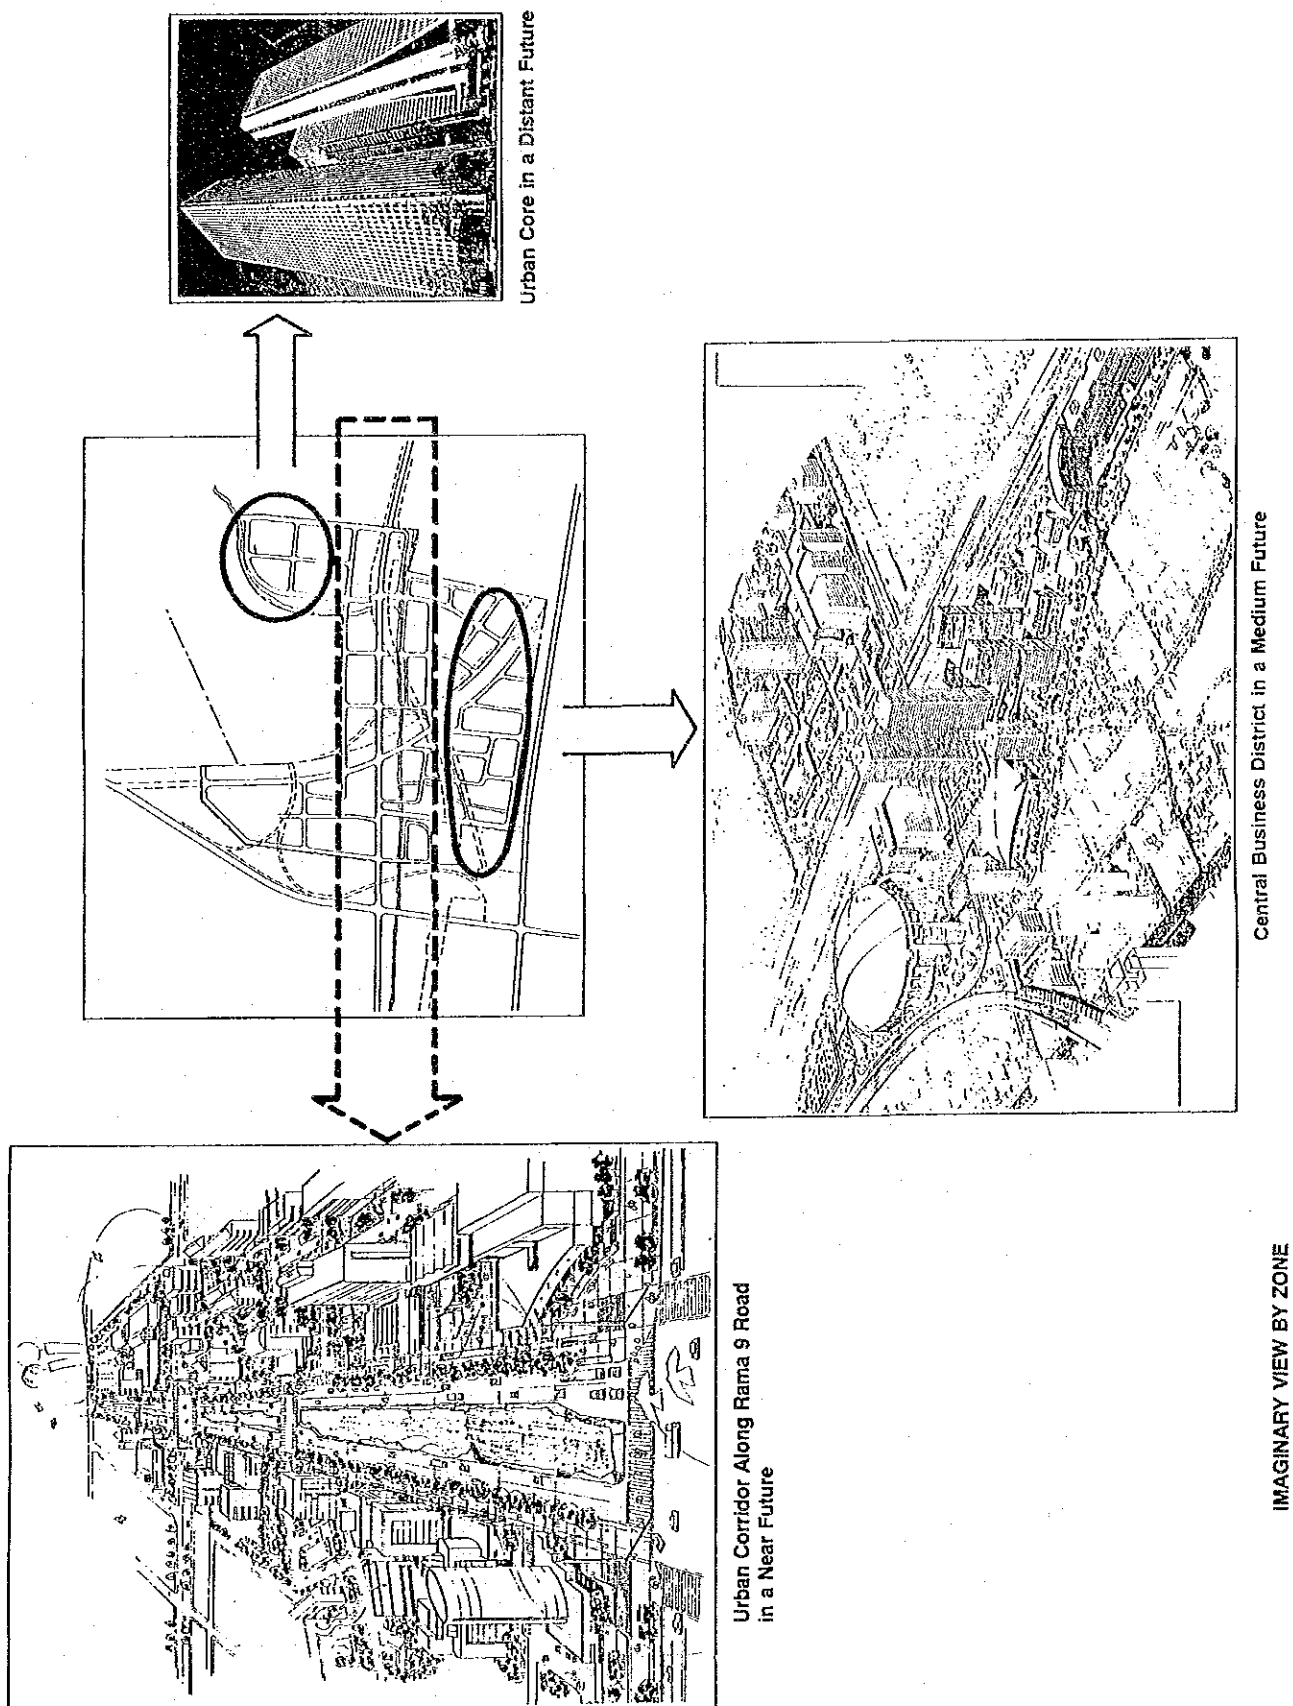 Urban Core in a Distant Future
Central Business District in a Medium Future
Urban Corridor Along Rama 9 Road
in a Near Future
IMAGINARY VIEW BY ZONE